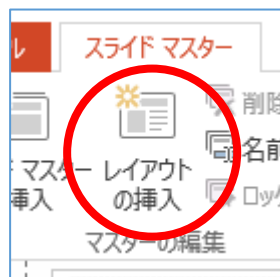 ル スライド マスター
削除
名前
マスター レイアウト
挿入 の挿入 ロッ
マスターの編集